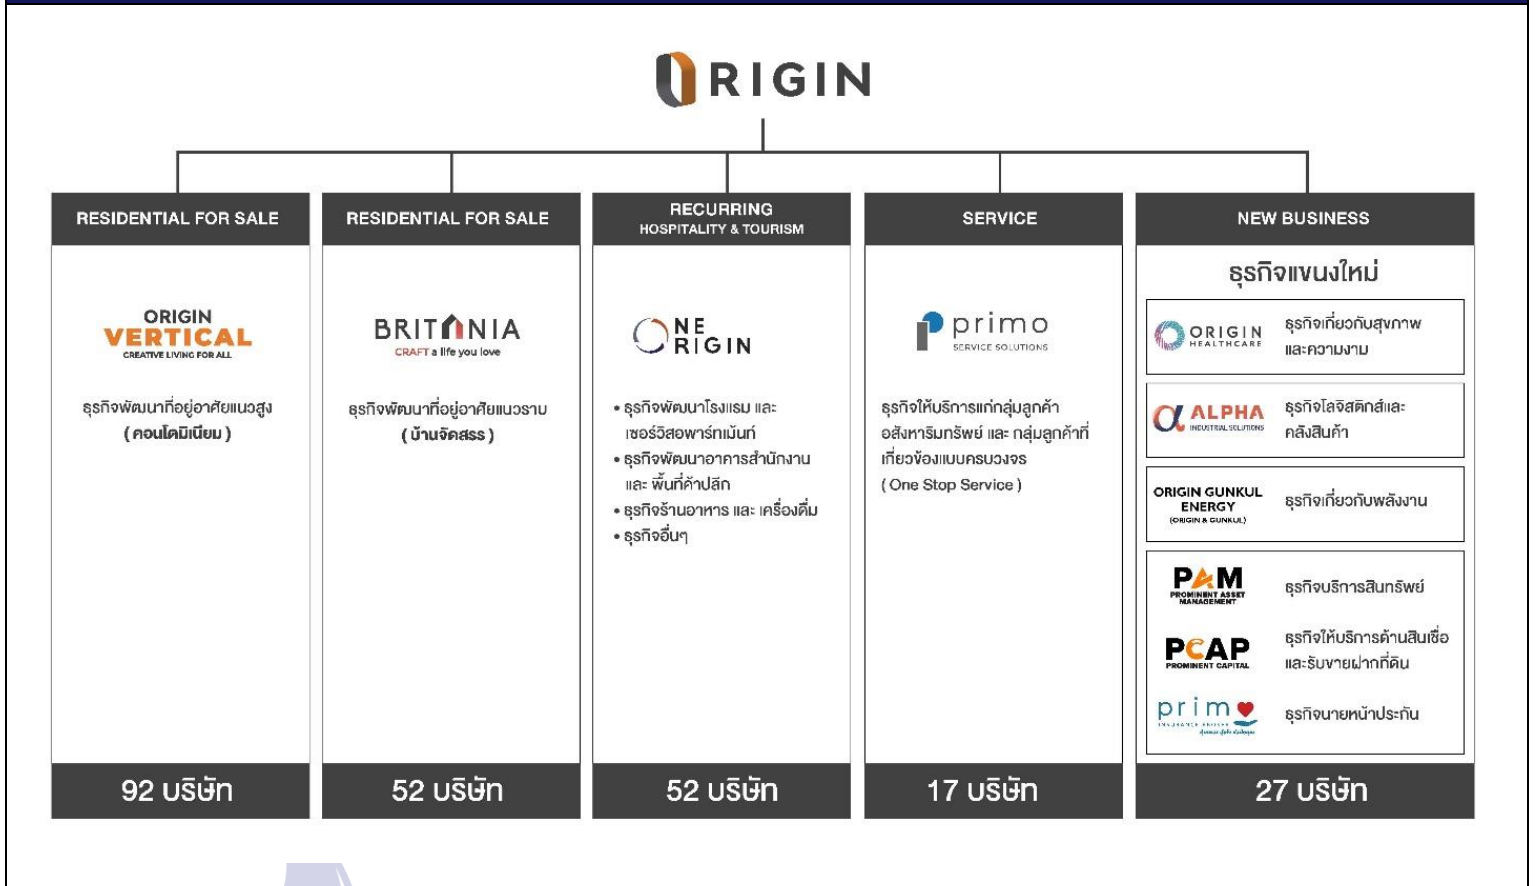 ORIGIN
RESIDENTIAL FOR SALE
ORIGIN
VERTICAL
CREATIVE LIVING FOR ALL
ธุรกิจพัฒนาที่อยู่อาศัยแนวสูง
( คอนโดมิเนียม )
92 บริษัท
RESIDENTIAL FOR SALE
BRITANIA
CRAFT a life you love
ธุรกิจพัฒนาที่อยู่อาศัยแนวราบ
( บ้านจัดสรร )
52 บริษัท
RECURRING
HOSPITALITY & TOURISM
ONE
ORIGIN
• ธุรกิจพัฒนาโรงแรม และ
เซอร์วิสอพาร์ทเม้นท์
• ธุรกิจพัฒนาอาคารสำนักงาน
และ พื้นที่ค้าปลีก
• ธุรกิจร้านอาหาร และ เครื่องดื่ม
• ธุรกิจอื่นๆ
52 บริษัท
SERVICE
primo
SERVICE SOLUTIONS
ธุรกิจให้บริการแก่กลุ่มลูกค้า
อสังหาริมทรัพย์ และ กลุ่มลูกค้าที่
เกี่ยวข้องแบบครบวงจร
( One Stop Service )
17 บริษัท
NEW BUSINESS
ธุรกิจแขนงใหม่
ORIGIN
HEALTHCARE
ธุรกิจเกี่ยวกับสุขภาพ
และความงาม
ALPHA
INDUSTRIAL SOLUTIONS
ธุรกิจโลจิสติกส์และ
คลังสินค้า
ORIGIN GUNKUL
ENERGY
(ORIGIN & GUNKUL)
ธุรกิจเกี่ยวกับพลังงาน
PAM
PROMINENT ASSET
MANAGEMENT
ธุรกิจบริการสินทรัพย์
PCAP
PROMINENT CAPITAL
ธุรกิจให้บริการด้านสินเชื่อ
และรับขายฝากที่ดิน
primo
INSURANCE BROKER
ธุรกิจนายหน้าประกัน
27 บริษัท